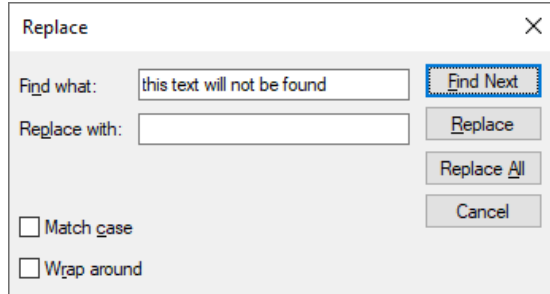 Replace
Find what: this text will not be found Find Next
Replace with: Replace
Replace All
Cancel
Match case
Wrap around